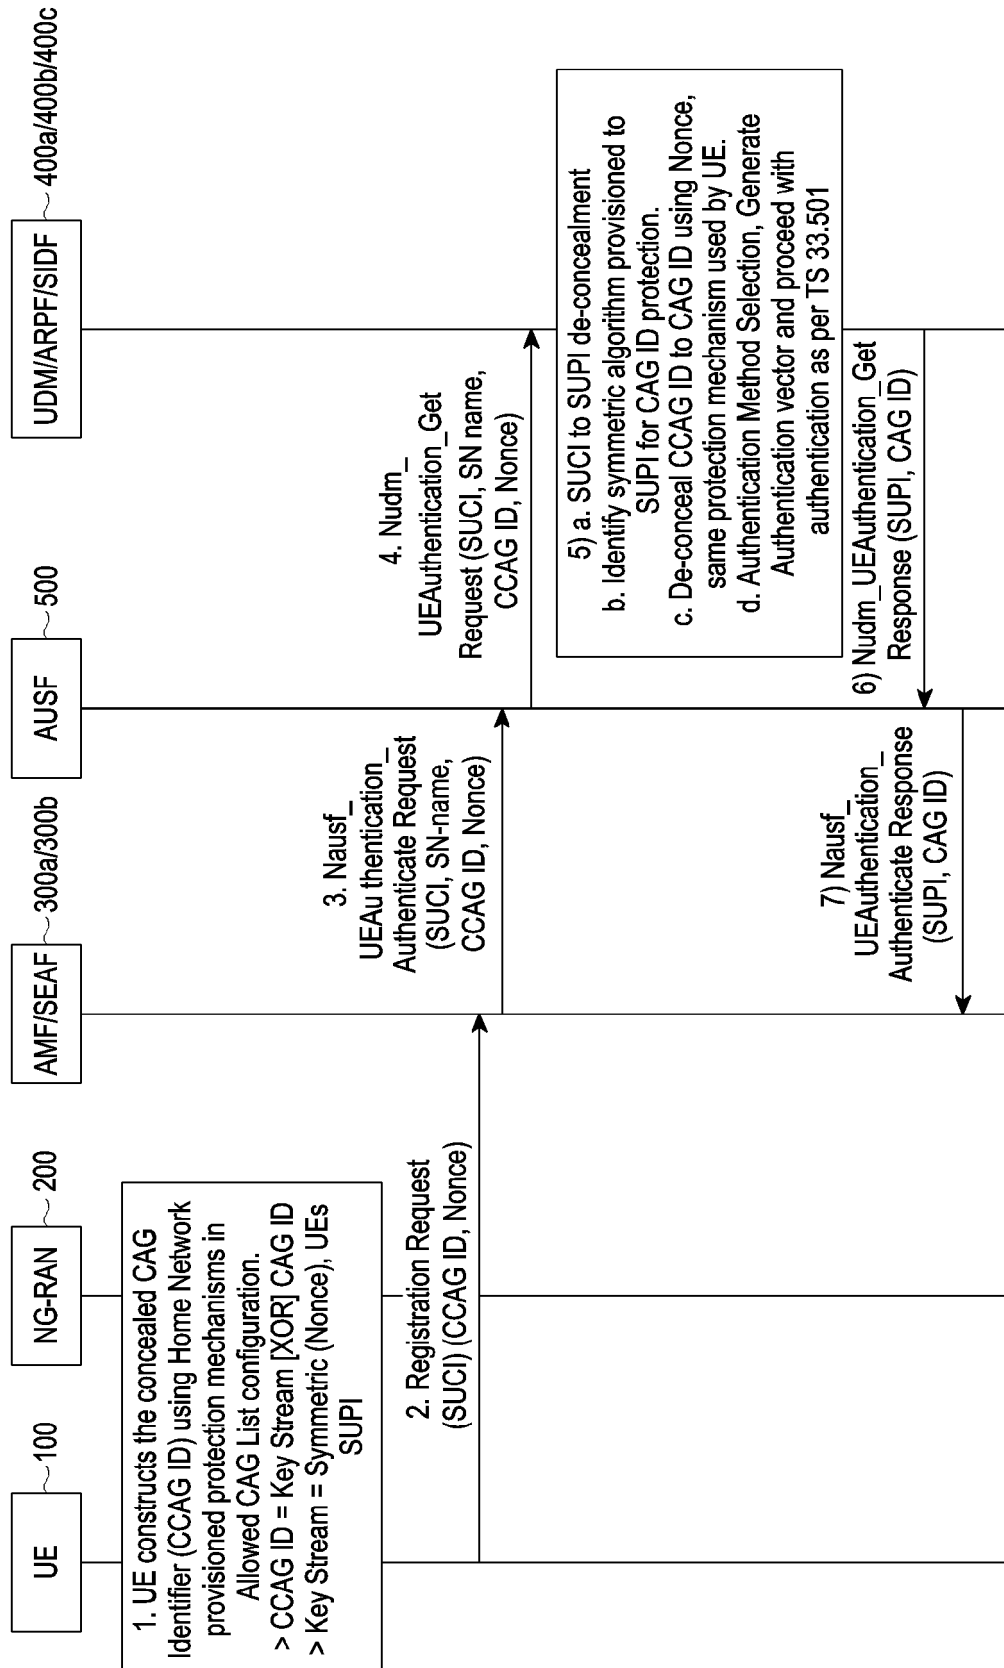 UE
100
NG-RAN
200
AMF/SEAF
300a/300b
AUSF
500
UDM/ARPF/SIDF
400a/400b/400c
1. UE constructs the concealed CAG
Identifier (CCAG ID) using Home Network
provisioned protection mechanisms in
Allowed CAG List configuration.
> CCAG ID = Key Stream [XOR] CAG ID
> Key Stream = Symmetric (Nonce), UEs
SUPI
2. Registration Request
(SUCI) (CCAG ID, Nonce)
3. Nausf_
UEAu thentication_
Authenticate Request
(SUCI, SN-name,
CCAG ID, Nonce)
4. Nudm_
UEAuthentication_Get
Request (SUCI, SN name,
CCAG ID, Nonce)
5) a. SUCI to SUPI de-concealment
b. Identify symmetric algorithm provisioned to
SUPI for CAG ID protection.
c. De-conceal CCAG ID to CAG ID using Nonce,
same protection mechanism used by UE.
d. Authentication Method Selection, Generate
Authentication vector and proceed with
authentication as per TS 33.501
6) Nudm_UEAuthentication_Get
Response (SUPI, CAG ID)
7) Nausf_
UEAuthentication_
Authenticate Response
(SUPI, CAG ID)